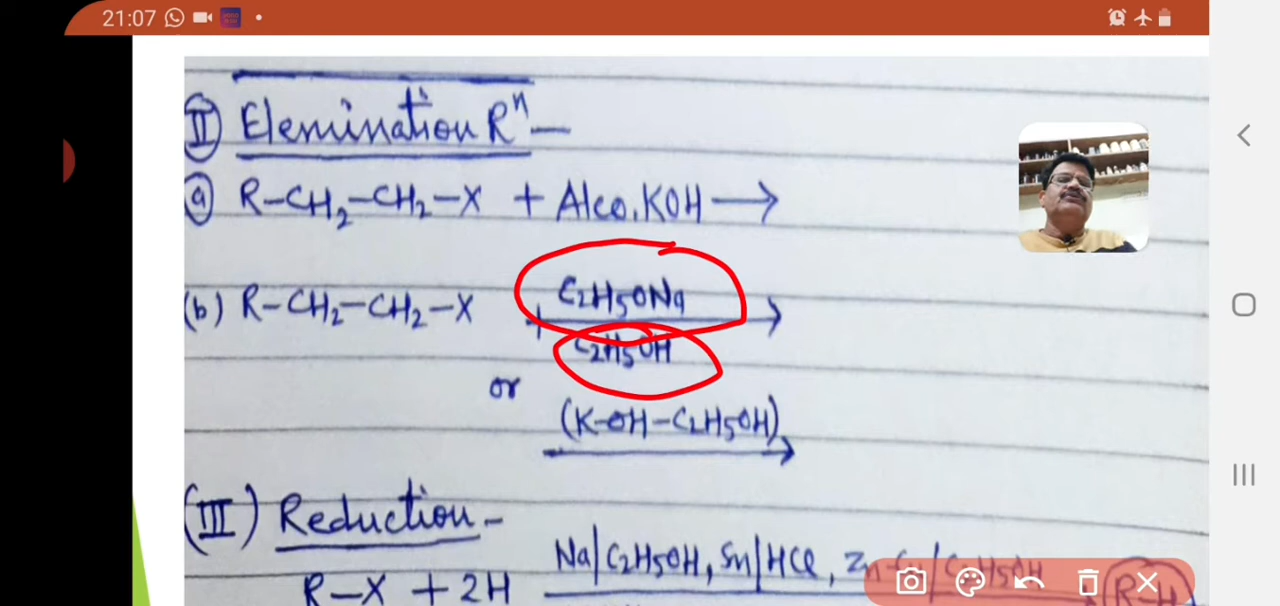 21:07
II Elemination Rⁿ —
(a) R-CH₂-CH₂-X + Alco. KOH →
C₂H₅ONa
(b) R-CH₂-CH₂-X + →
C₂H₅OH
or (K-OH-C₂H₅OH)
(III) Reduction -
Na/C₂H₅OH, Sn/HCl,
R-X + 2H R-H